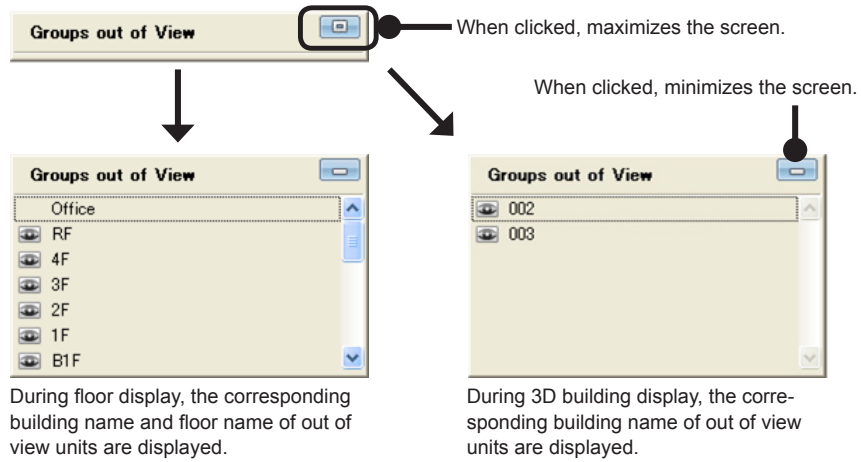 Groups out of View
When clicked, maximizes the screen.
When clicked, minimizes the screen.
Groups out of View
Office
RF
4F
3F
2F
1F
B1F
Groups out of View
002
003
During floor display, the corresponding
building name and floor name of out of
view units are displayed.
During 3D building display, the corre-
sponding building name of out of view
units are displayed.